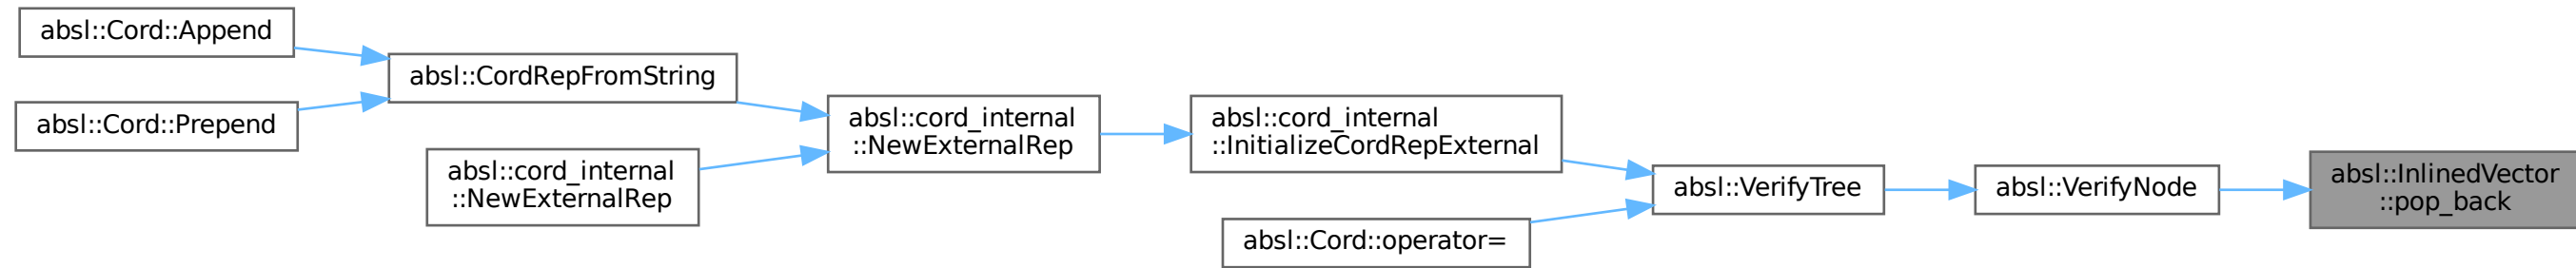 absl::Cord::Append
absl::Cord::Prepend
absl::CordRepFromString
absl::cord_internal
::NewExternalRep
absl::cord_internal
::NewExternalRep
absl::cord_internal
::InitializeCordRepExternal
absl::Cord::operator=
absl::VerifyTree
absl::VerifyNode
absl::InlinedVector
::pop_back